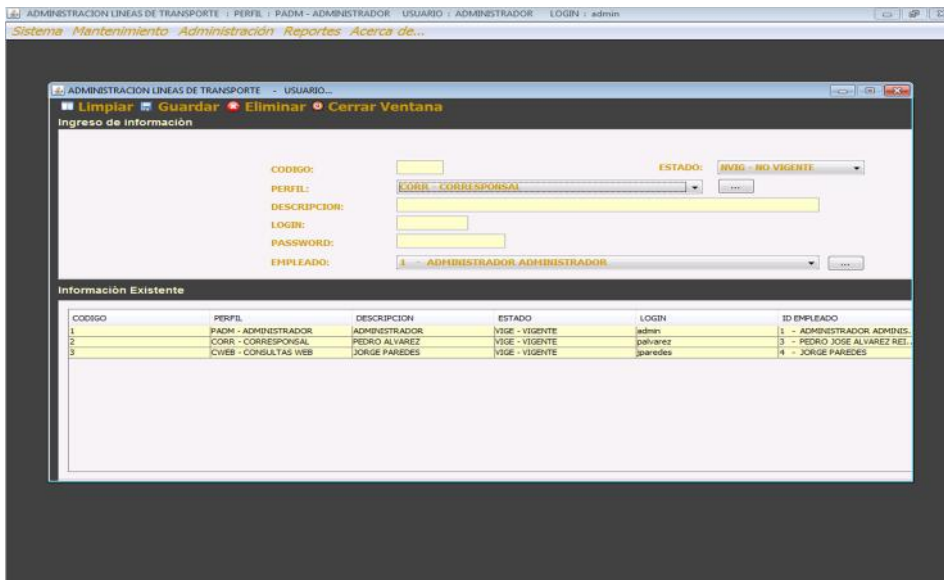 ADMINISTRACION LINEAS DE TRANSPORTE : PERFIL : PADM - ADMINISTRADOR USUARIO : ADMINISTRADOR LOGIN : admin
Sistema Mantenimiento Administración Reportes Acerca de...
ADMINISTRACION LINEAS DE TRANSPORTE - USUARIO...
Limpiar Guardar Eliminar Cerrar Ventana
Ingreso de informaciòn
CODIGO: ESTADO: NVIG - NO VIGENTE
PERFIL: CORR - CORRESPONSAL ...
DESCRIPCION:
LOGIN:
PASSWORD:
EMPLEADO: 1 - ADMINISTRADOR ADMINISTRADOR ...
Informaciòn Existente
CODIGO PERFIL DESCRIPCION ESTADO LOGIN ID EMPLEADO
1 PADM - ADMINISTRADOR ADMINISTRADOR VIGE - VIGENTE admin 1 - ADMINISTRADOR ADMINIS...
2 CORR - CORRESPONSAL PEDRO ALVAREZ VIGE - VIGENTE palvarez 3 - PEDRO JOSE ALVAREZ REI...
3 CWEB - CONSULTAS WEB JORGE PAREDES VIGE - VIGENTE jparedes 4 - JORGE PAREDES